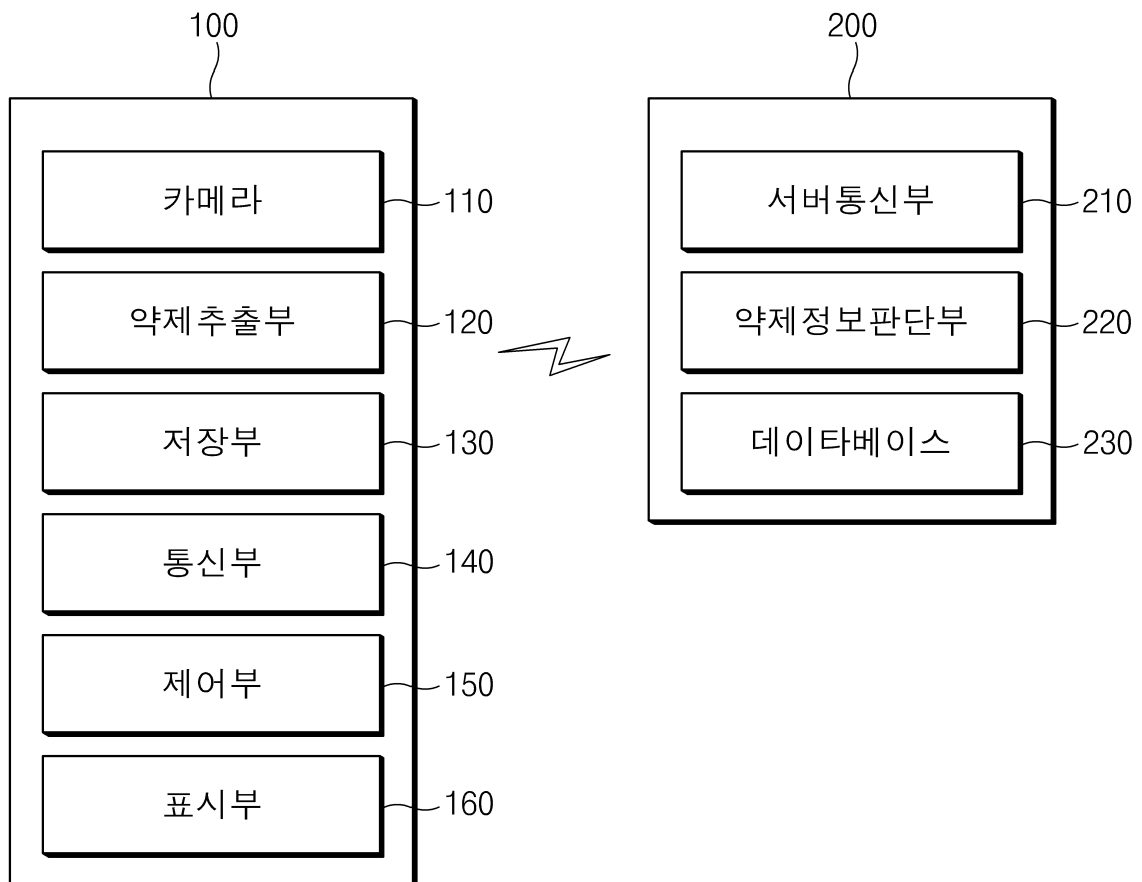 100
카메라 110
약제추출부 120
저장부 130
통신부 140
제어부 150
표시부 160
200
서버통신부 210
약제정보판단부 220
데이타베이스 230